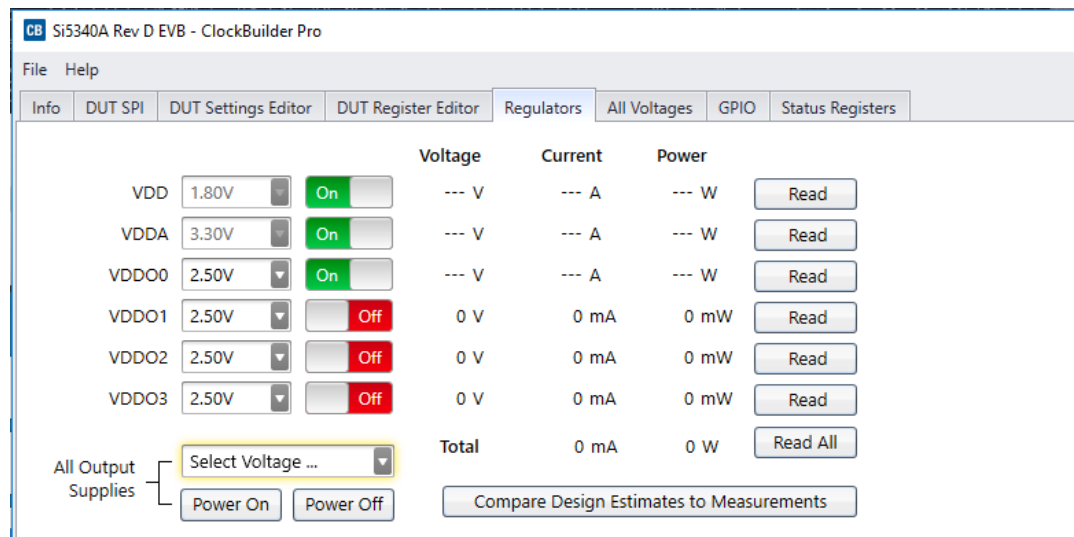 CB Si5340A Rev D EVB - ClockBuilder Pro
File Help
Info DUT SPI DUT Settings Editor DUT Register Editor Regulators All Voltages GPIO Status Registers
Voltage Current Power
VDD 1.80V On --- V --- A --- W Read
VDDA 3.30V On --- V --- A --- W Read
VDDO0 2.50V On --- V --- A --- W Read
VDDO1 2.50V Off 0 V 0 mA 0 mW Read
VDDO2 2.50V Off 0 V 0 mA 0 mW Read
VDDO3 2.50V Off 0 V 0 mA 0 mW Read
Total 0 mA 0 W Read All
All Output Supplies Select Voltage ...
Power On Power Off Compare Design Estimates to Measurements